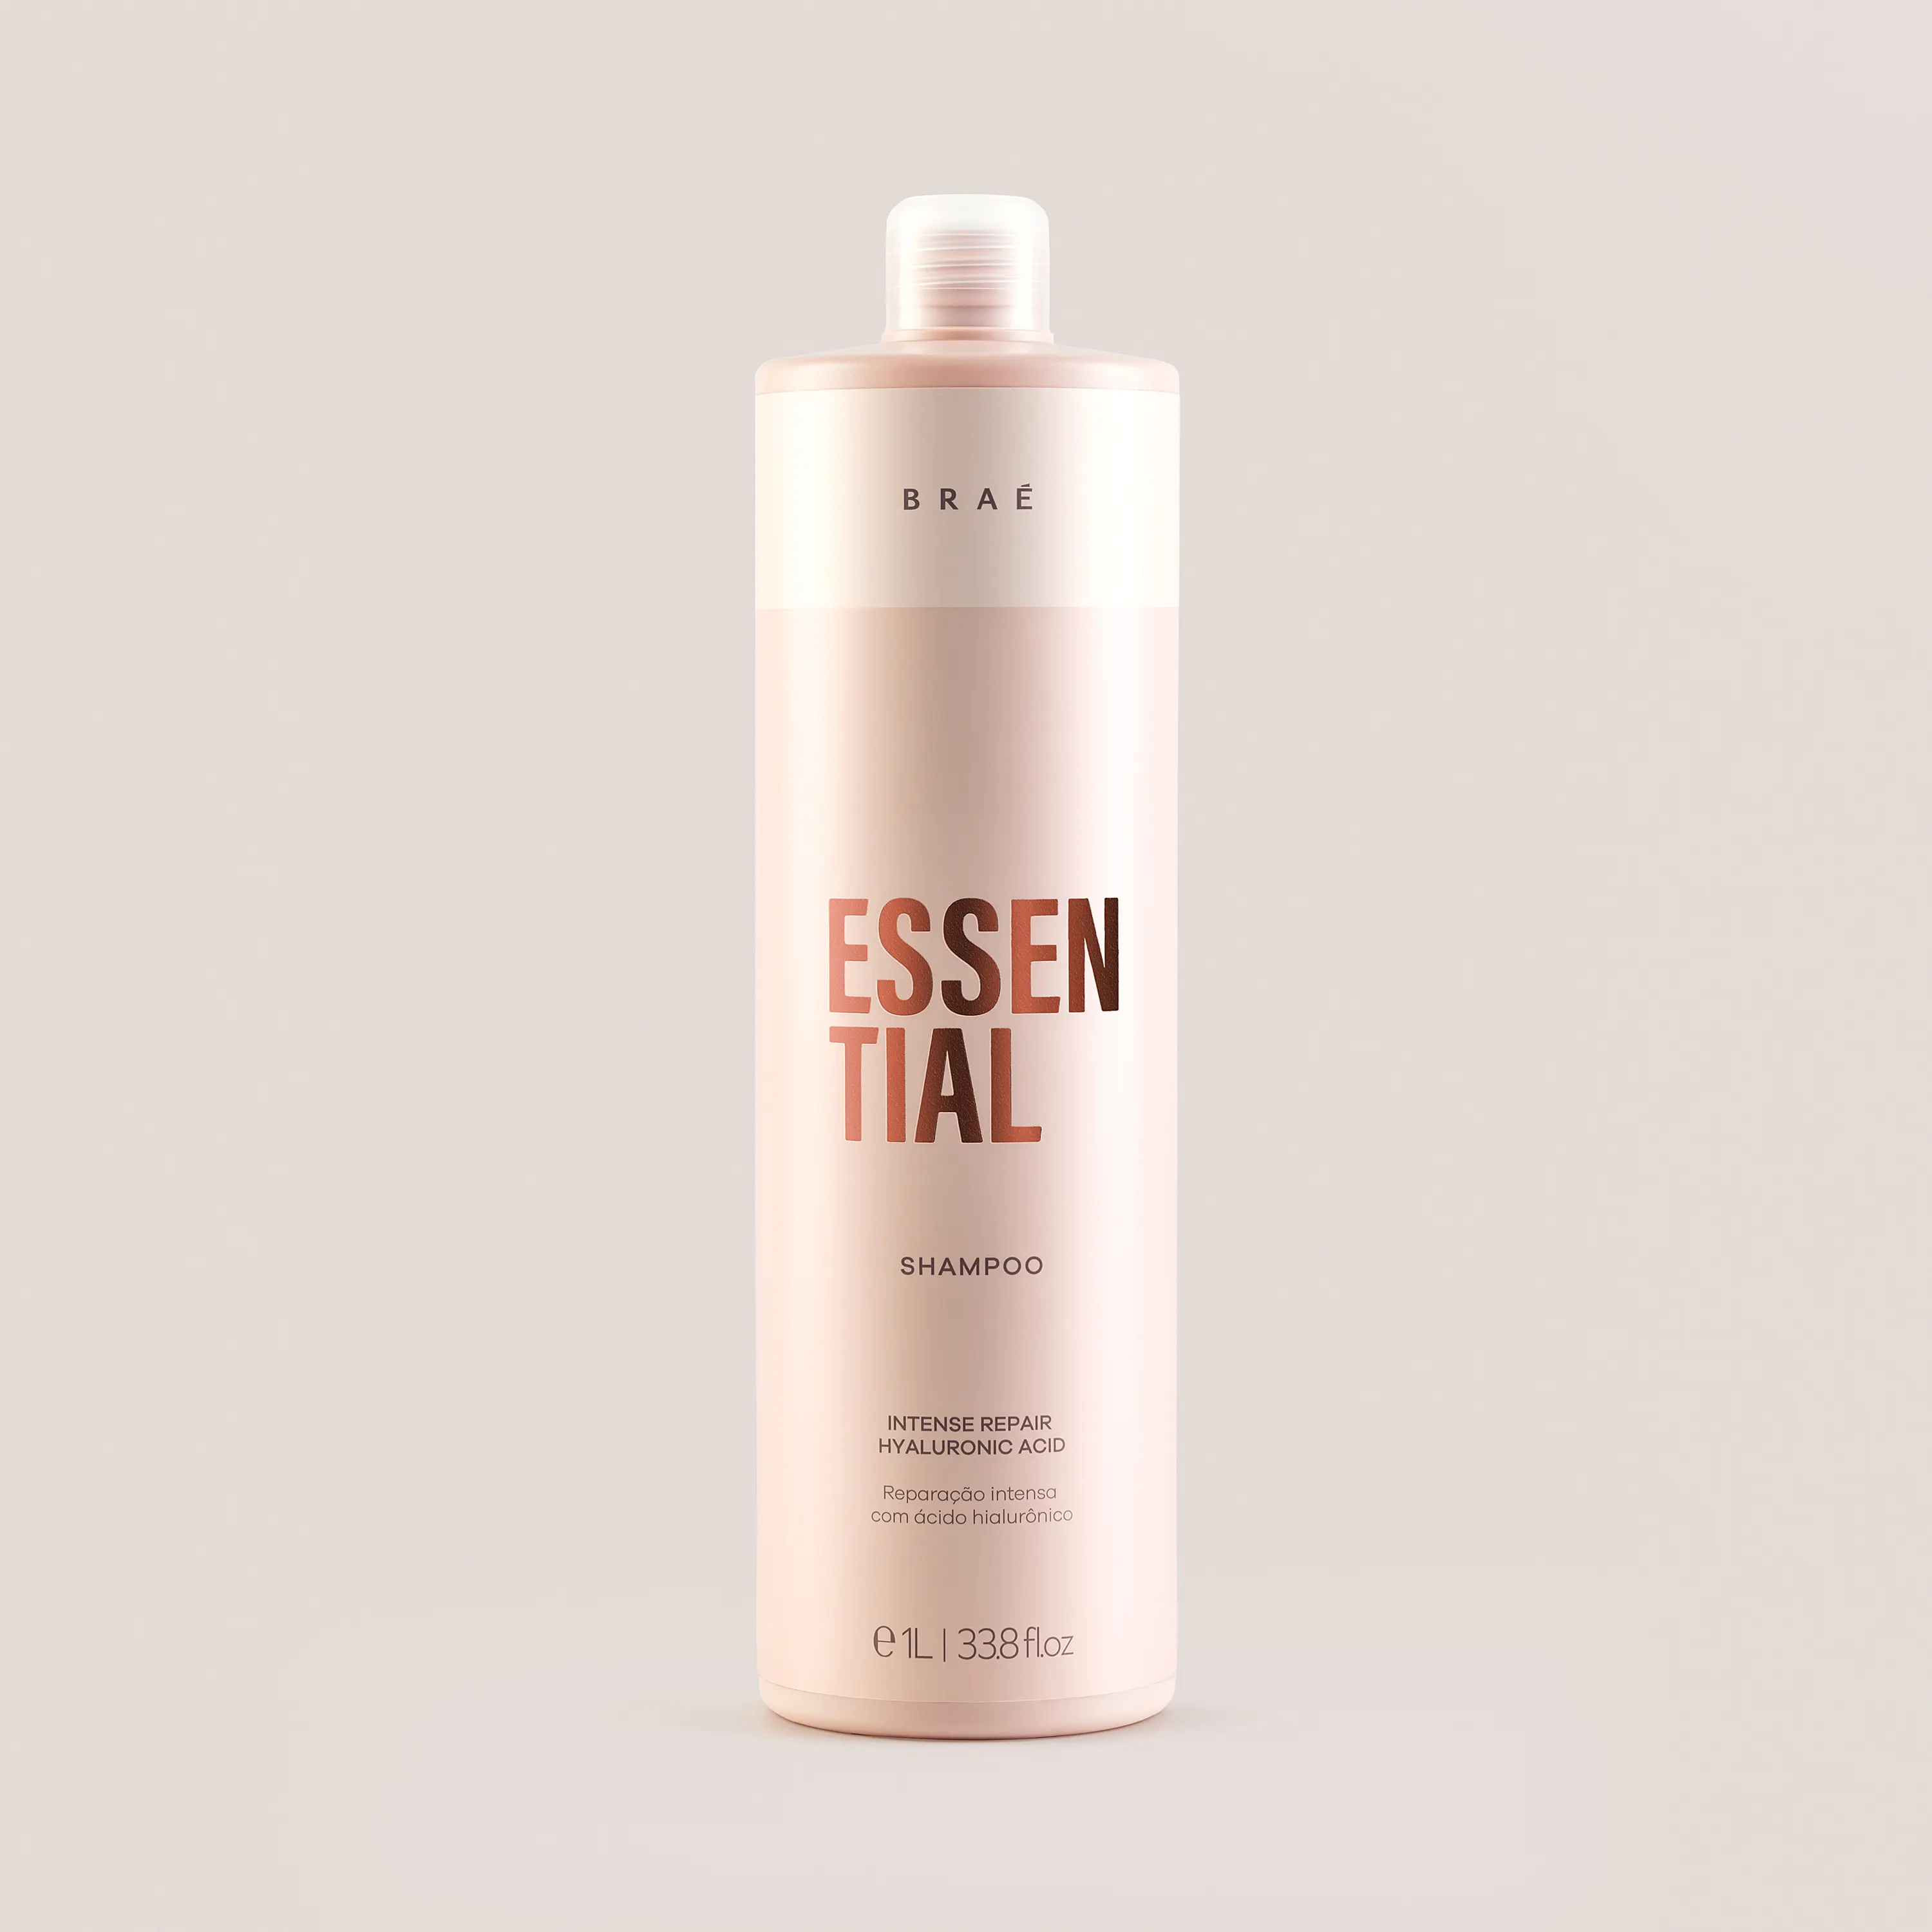 BRAÉ
ESSEN
TIAL
SHAMPOO
INTENSE REPAIR
HYALURONIC ACID
Reparação intensa
com ácido hialurônico
℮ 1L | 33.8 fl.oz